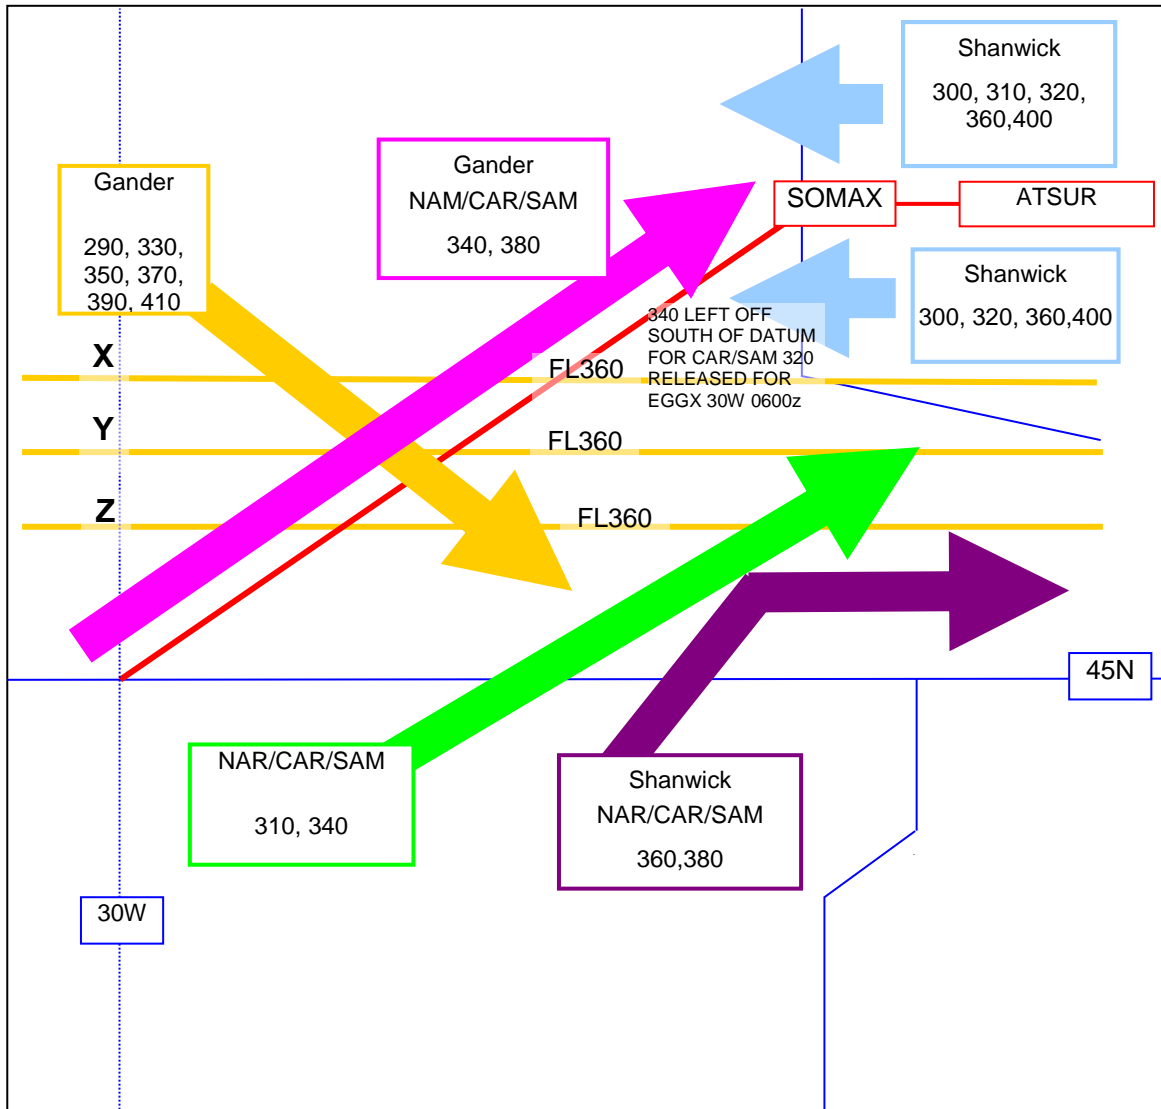 Shanwick
300, 310, 320,
360,400
Gander
NAM/CAR/SAM
340, 380
Gander
290, 330,
350, 370,
390, 410
SOMAX
ATSUR
Shanwick
300, 320, 360,400
340 LEFT OFF
SOUTH OF DATUM
FOR CAR/SAM 320
RELEASED FOR
EGGX 30W 0600z
X
FL360
Y
FL360
Z
FL360
45N
NAR/CAR/SAM
310, 340
Shanwick
NAR/CAR/SAM
360,380
30W